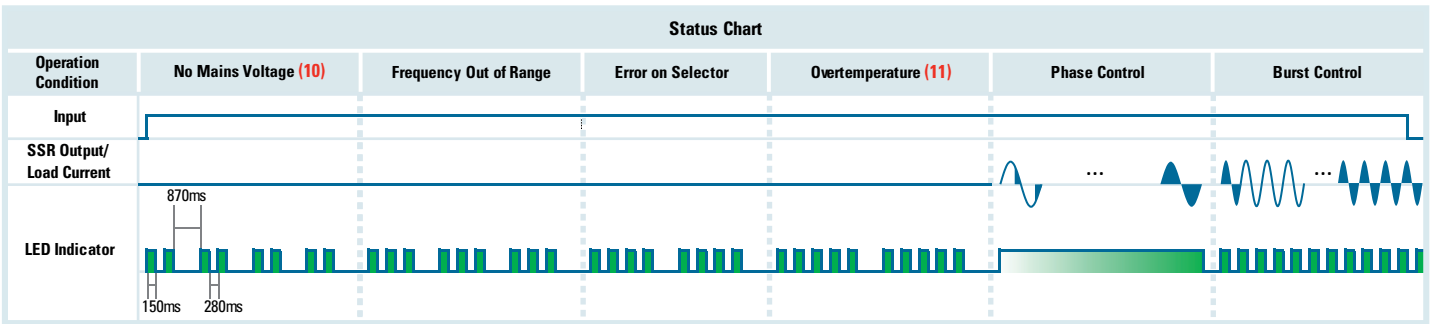 Status Chart
Operation Condition
No Mains Voltage (10)
Frequency Out of Range
Error on Selector
Overtemperature (11)
Phase Control
Burst Control
Input
SSR Output/
Load Current
...
...
870ms
LED Indicator
150ms
280ms